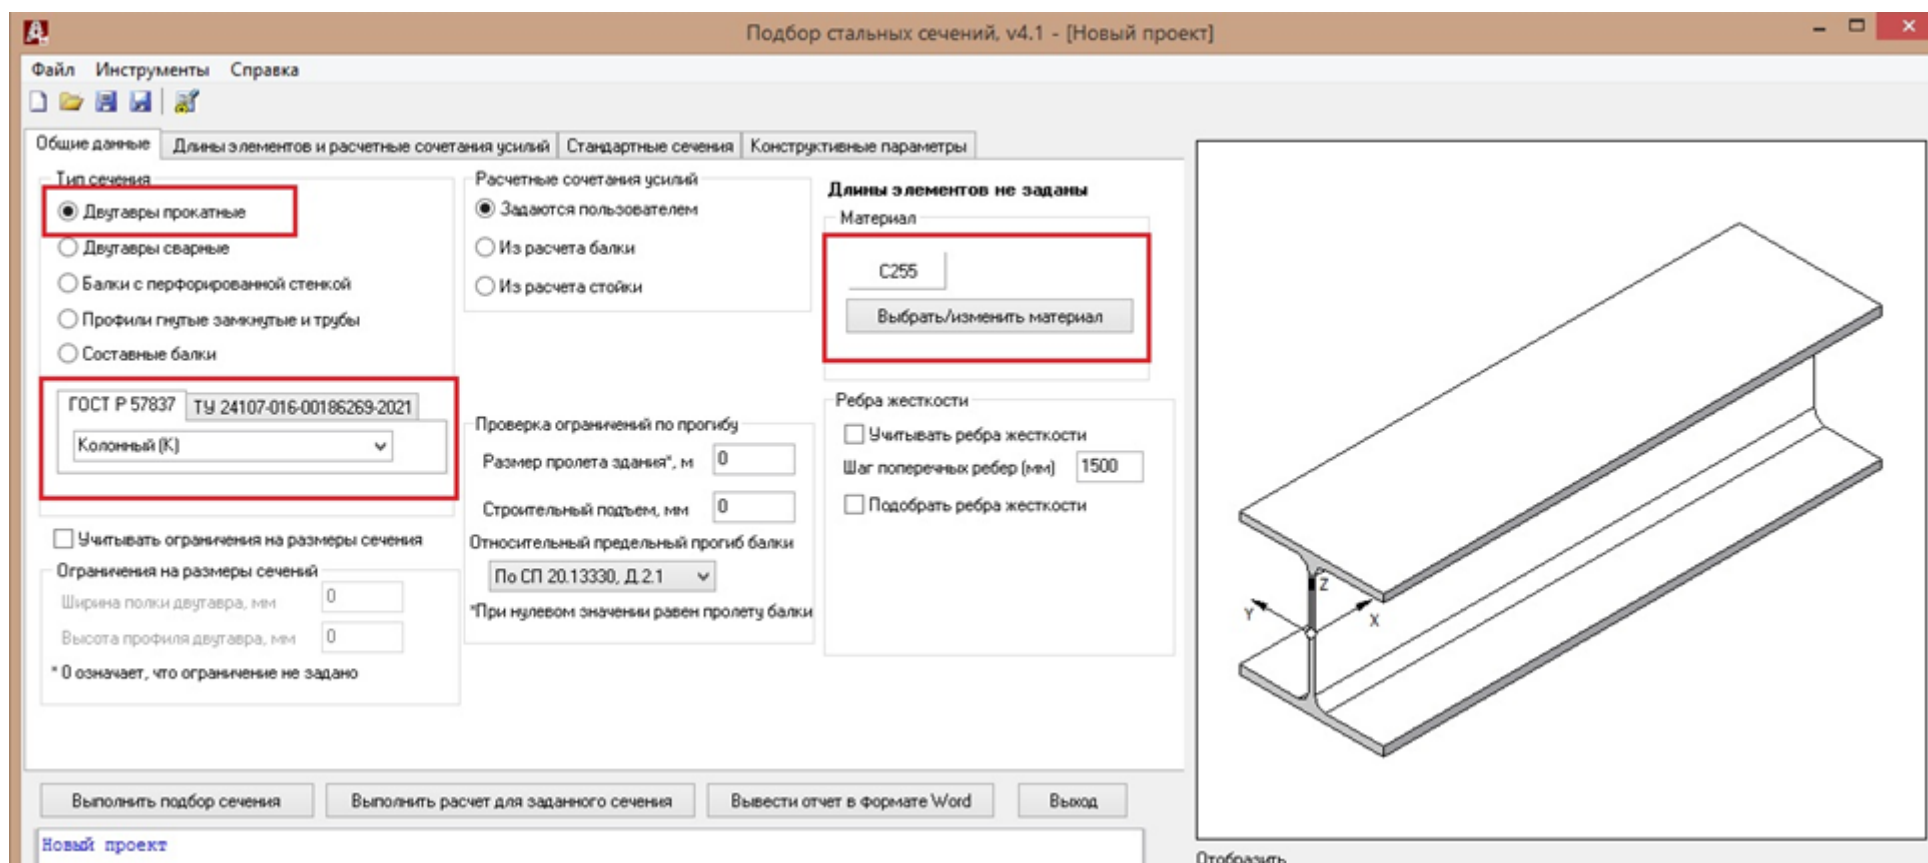 Подбор стальных сечений, v4.1 - [Новый проект]
Файл Инструменты Справка
Общие данные Длины элементов и расчетные сочетания усилий Стандартные сечения Конструктивные параметры
Тип сечения
Двутавры прокатные
Двутавры сварные
Балки с перфорированной стенкой
Профили гнутые замкнутые и трубы
Составные балки
ГОСТ Р 57837 ТУ 24107-016-00186269-2021
Колонный (К)
Учитывать ограничения на размеры сечения
Ограничения на размеры сечений
Ширина полки двутавра, мм 0
Высота профиля двутавра, мм 0
* 0 означает, что ограничение не задано
Расчетные сочетания усилий
Задаются пользователем
Из расчета балки
Из расчета стойки
Проверка ограничений по прогибу
Размер пролета здания*, м 0
Строительный подъем, мм 0
Относительный предельный прогиб балки
По СП 20.13330, Д.2.1
*При нулевом значении равен пролету балки
Длины элементов не заданы
Материал
С255
Выбрать/изменить материал
Ребра жесткости
Учитывать ребра жесткости
Шаг поперечных ребер (мм) 1500
Подобрать ребра жесткости
Z
Y
X
Выполнить подбор сечения Выполнить расчет для заданного сечения Вывести отчет в формате Word Выход
Новый проект
Отобразить